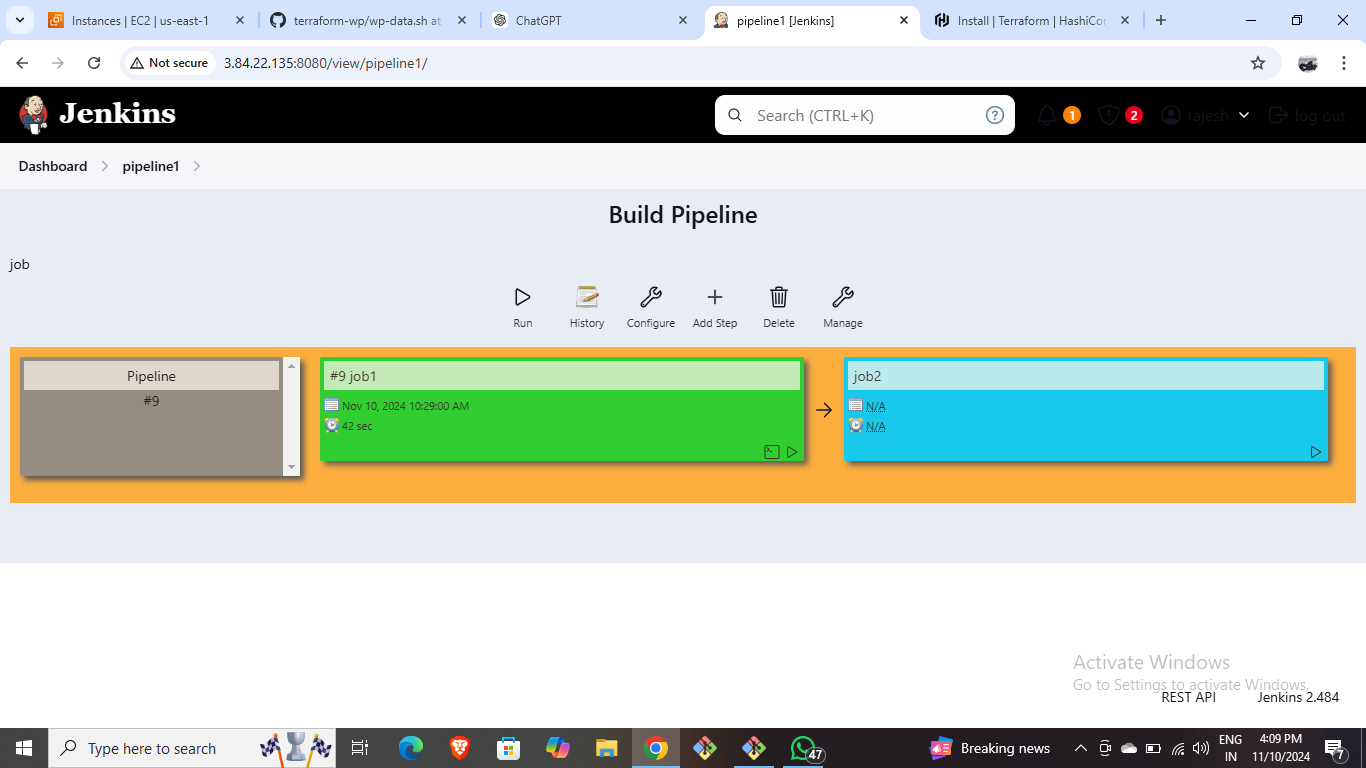 Instances | EC2 | us-east-1
terraform-wp/wp-data.sh at
ChatGPT
pipeline1 [Jenkins]
Install | Terraform | HashiCor
Not secure
3.84.22.135:8080/view/pipeline1/
Jenkins
Search (CTRL+K)
?
1
2
rajesh
log out
Dashboard
pipeline1
Build Pipeline
job
Run
History
Configure
Add Step
Delete
Manage
Pipeline
#9
#9 job1
Nov 10, 2024 10:29:00 AM
42 sec
job2
N/A
N/A
Activate Windows
Go to Settings to activate Windows.
REST API
Jenkins 2.484
Type here to search
47
Breaking news
ENG
IN
4:09 PM
11/10/2024
7